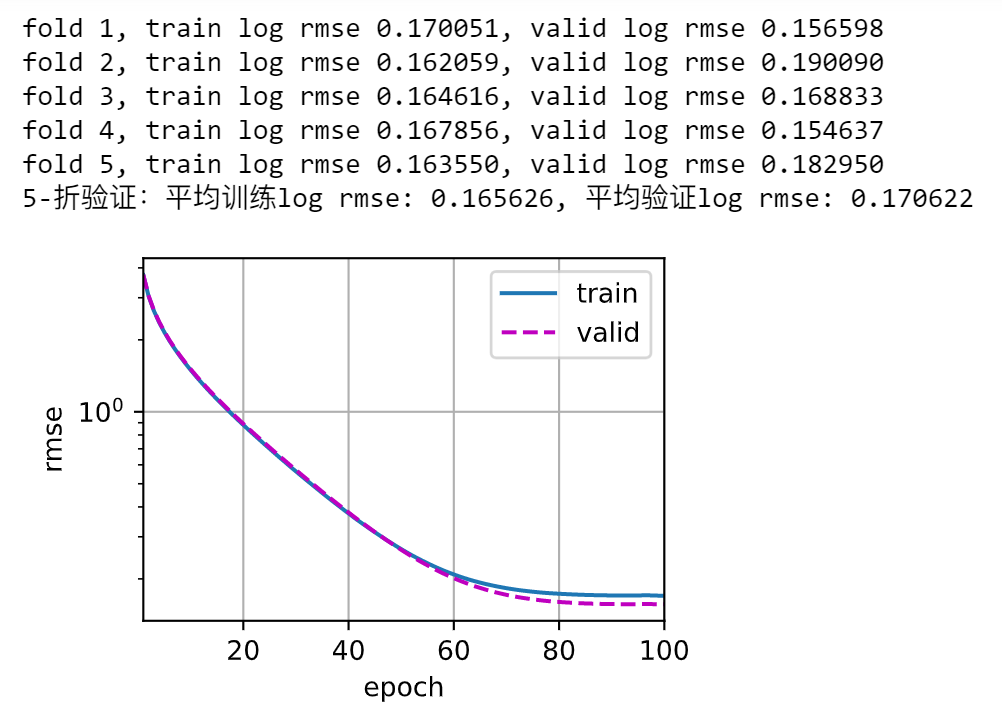 fold 1, train log rmse 0.170051, valid log rmse 0.156598
fold 2, train log rmse 0.162059, valid log rmse 0.190090
fold 3, train log rmse 0.164616, valid log rmse 0.168833
fold 4, train log rmse 0.167856, valid log rmse 0.154637
fold 5, train log rmse 0.163550, valid log rmse 0.182950
5-折验证: 平均训练log rmse: 0.165626, 平均验证log rmse: 0.170622
train
valid
rmse
10⁰
20 40 60 80 100
epoch